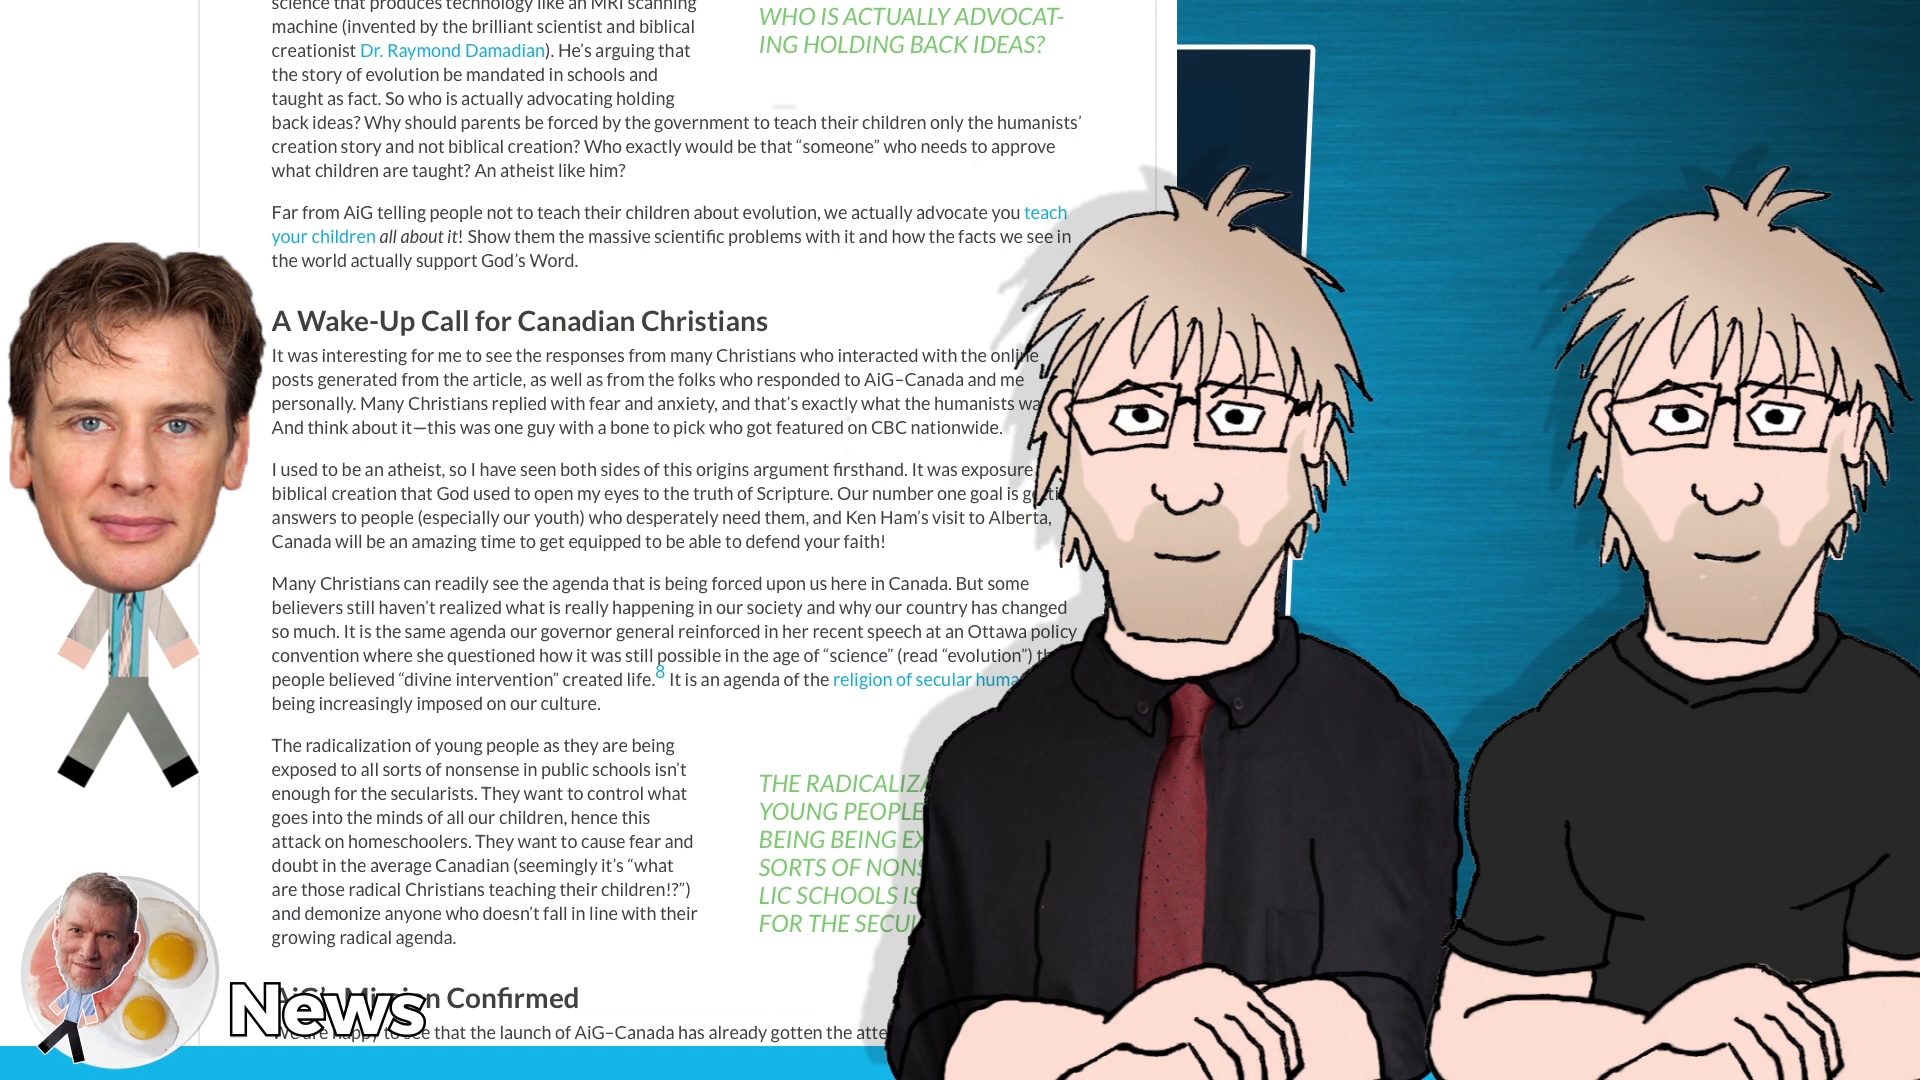 science that produces technology like an MRI scanning
machine (invented by the brilliant scientist and biblical
creationist Dr. Raymond Damadian). He’s arguing that
the story of evolution be mandated in schools and
taught as fact. So who is actually advocating holding
back ideas? Why should parents be forced by the government to teach their children only the humanists’
creation story and not biblical creation? Who exactly would be that “someone” who needs to approve
what children are taught? An atheist like him?
WHO IS ACTUALLY ADVOCAT-
ING HOLDING BACK IDEAS?
Far from AiG telling people not to teach their children about evolution, we actually advocate you teach
your children all about it! Show them the massive scientific problems with it and how the facts we see in
the world actually support God’s Word.
A Wake-Up Call for Canadian Christians
It was interesting for me to see the responses from many Christians who interacted with the online
posts generated from the article, as well as from the folks who responded to AiG–Canada and me
personally. Many Christians replied with fear and anxiety, and that’s exactly what the humanists
And think about it—this was one guy with a bone to pick who got featured on CBC nationwide.
I used to be an atheist, so I have seen both sides of this origins argument firsthand. It was exposure
biblical creation that God used to open my eyes to the truth of Scripture. Our number one goal is
answers to people (especially our youth) who desperately need them, and Ken Ham’s visit to Alberta,
Canada will be an amazing time to get equipped to be able to defend your faith!
Many Christians can readily see the agenda that is being forced upon us here in Canada. But some
believers still haven’t realized what is really happening in our society and why our country has changed
so much. It is the same agenda our governor general reinforced in her recent speech at an Ottawa policy
convention where she questioned how it was still possible in the age of “science” (read “evolution”)
people believed “divine intervention” created life.8 It is an agenda of the religion of secular
being increasingly imposed on our culture.
The radicalization of young people as they are being
exposed to all sorts of nonsense in public schools isn’t
enough for the secularists. They want to control what
goes into the minds of all our children, hence this
attack on homeschoolers. They want to cause fear and
doubt in the average Canadian (seemingly it’s “what
are those radical Christians teaching their children!?”)
and demonize anyone who doesn’t fall in line with their
growing radical agenda.
THE
YOUNG PEOPLE
BEING BEING
SORTS OF
LIC SCHOOLS
FOR THE
AiG’s Mission Confirmed
We are happy to see that the launch of AiG–Canada has already gotten the
News